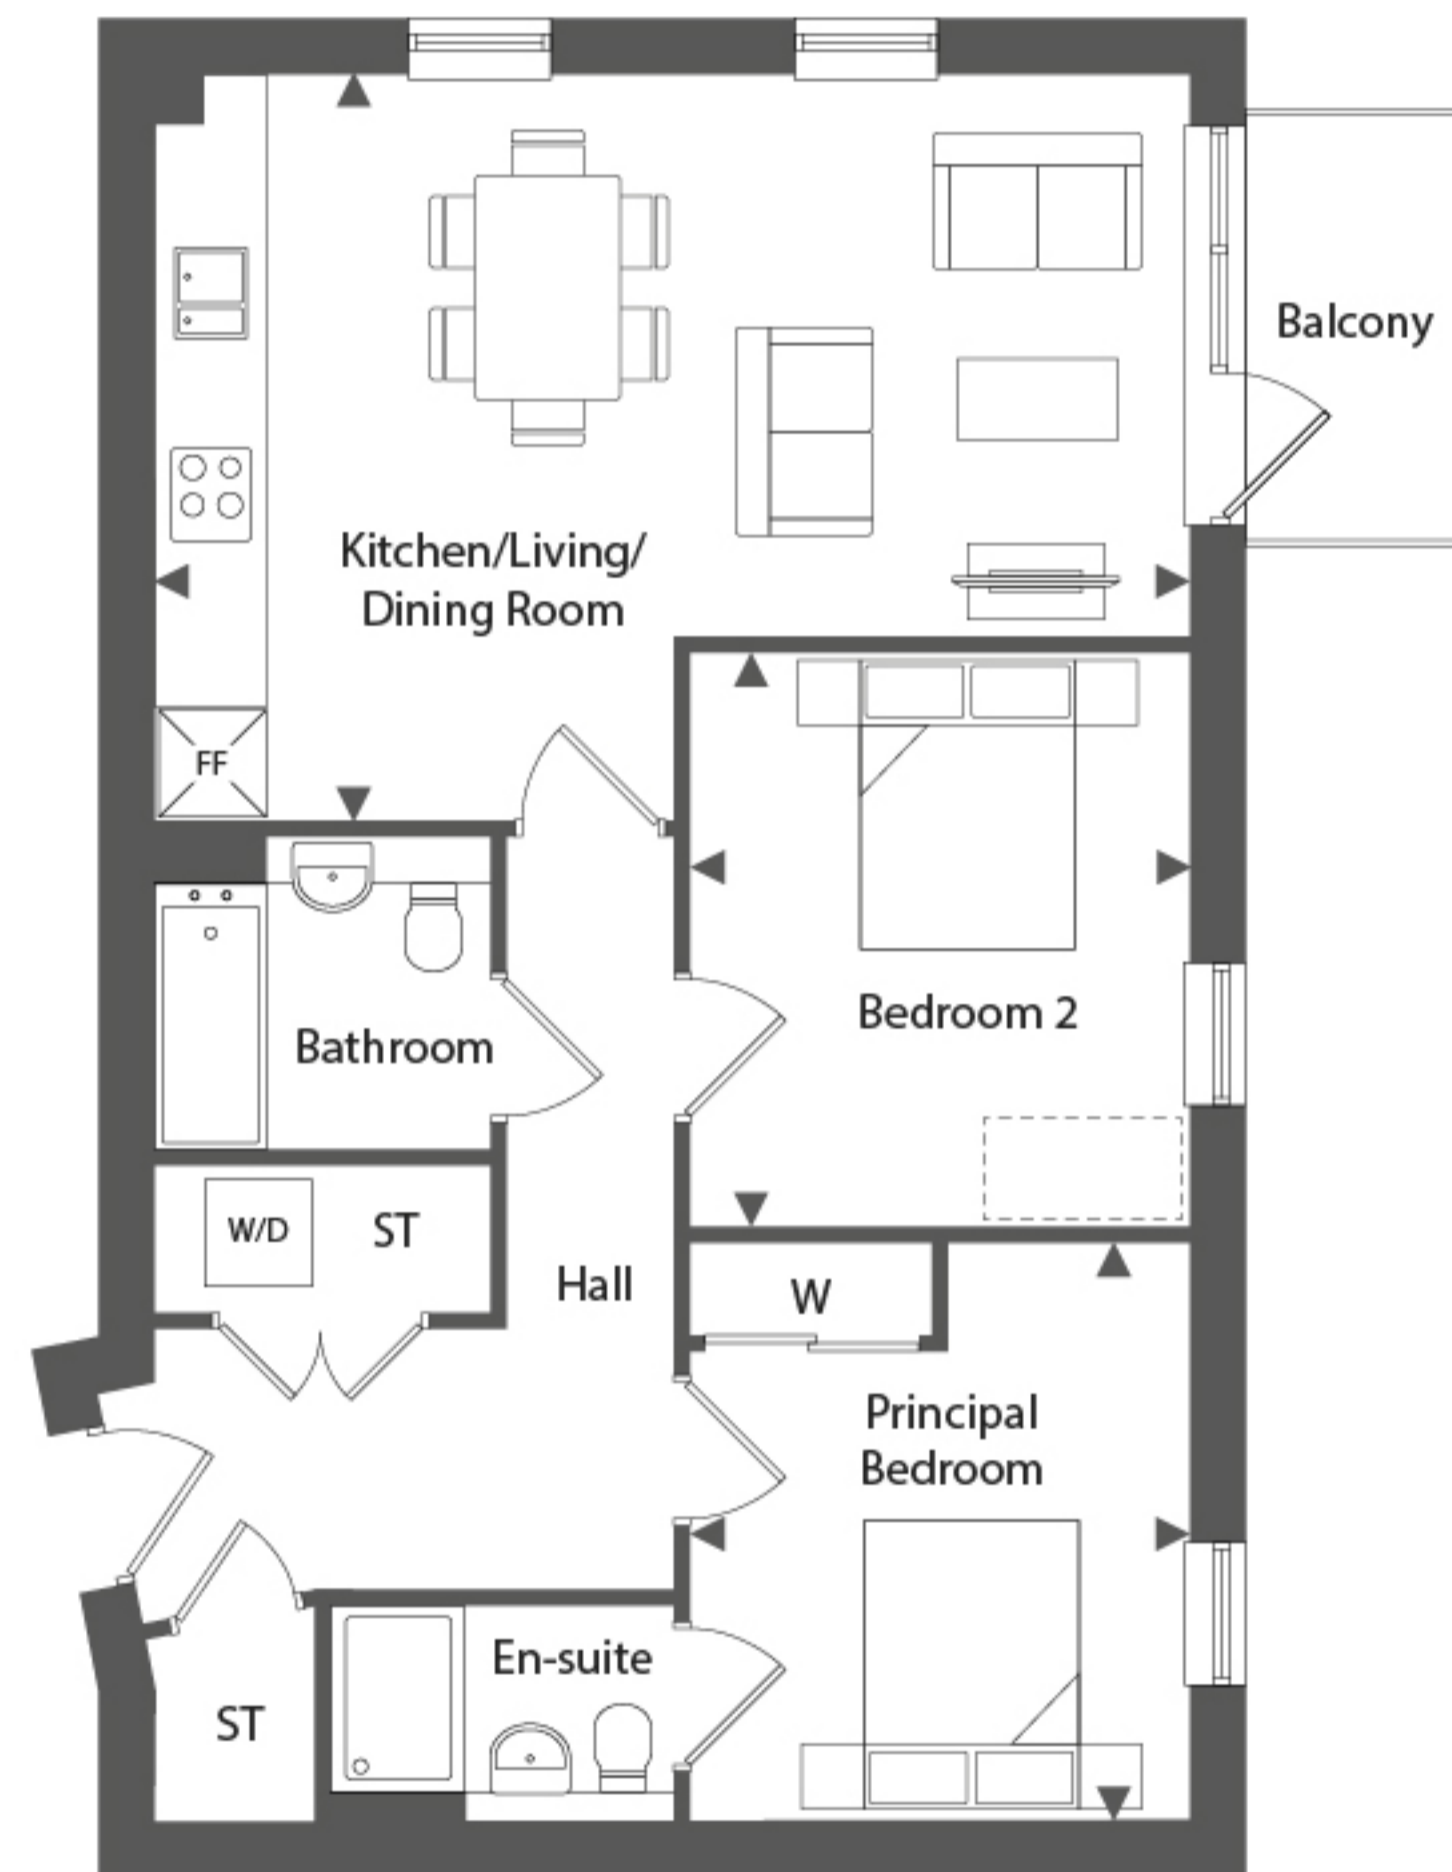 Balcony
Kitchen/Living/
Dining Room
FF
Bathroom
Bedroom 2
W/D
ST
Hall
W
Principal
Bedroom
En-suite
ST